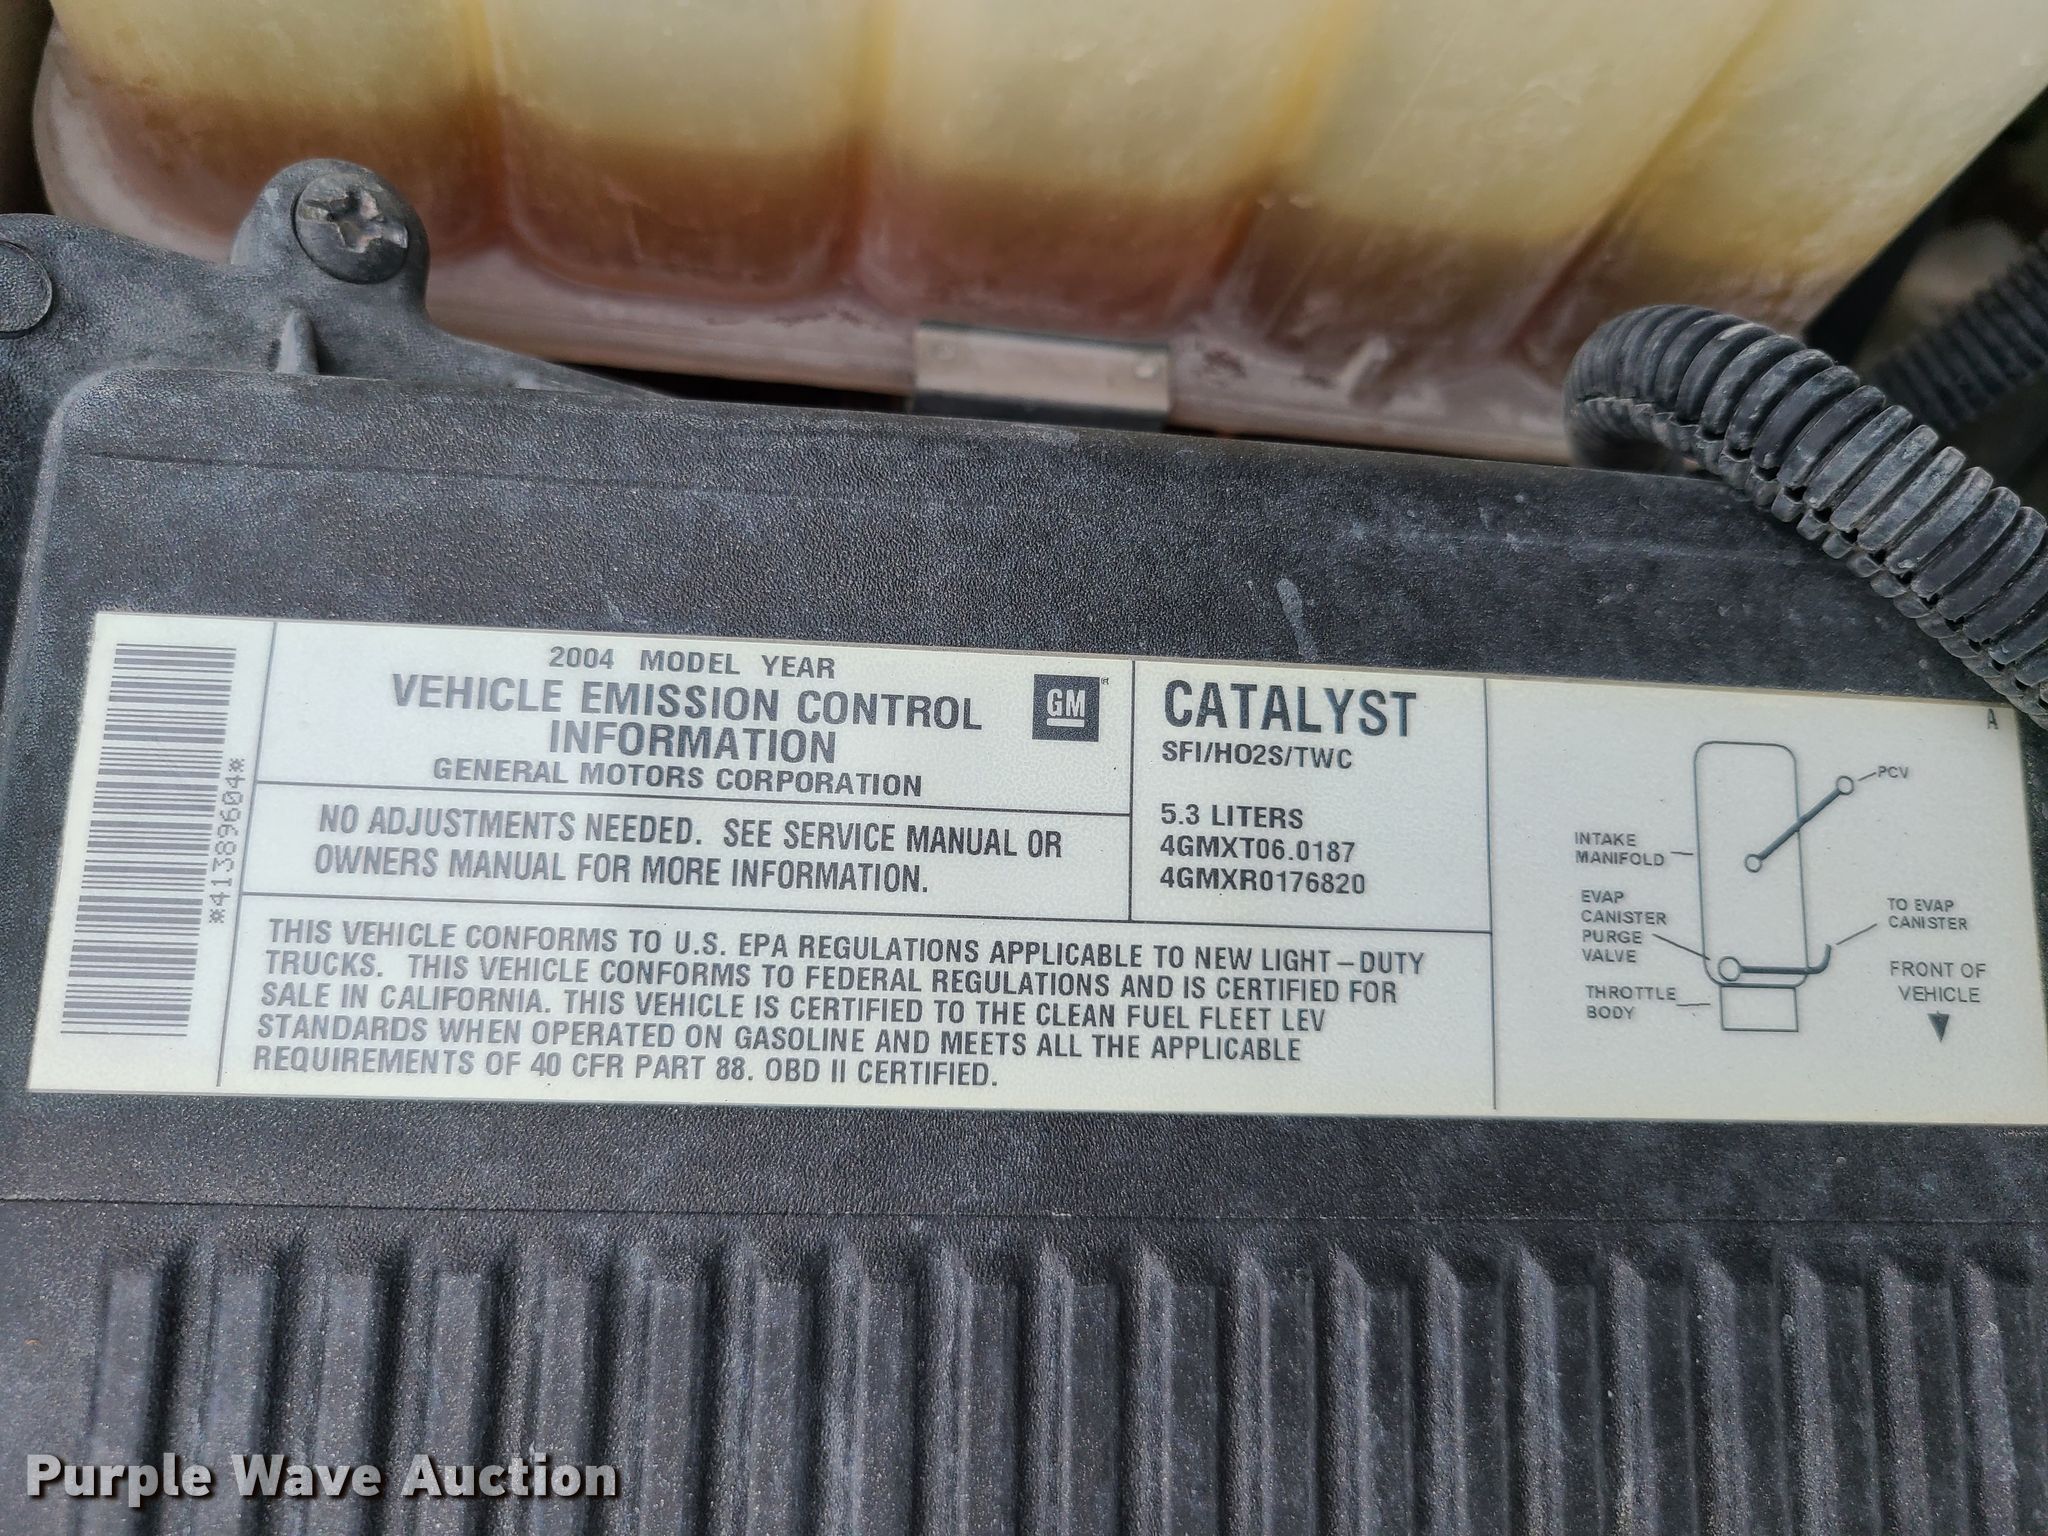 *41389604*
2004 MODEL YEAR
VEHICLE EMISSION CONTROL
INFORMATION
GENERAL MOTORS CORPORATION
GM
NO ADJUSTMENTS NEEDED. SEE SERVICE MANUAL OR
OWNERS MANUAL FOR MORE INFORMATION.
THIS VEHICLE CONFORMS TO U.S. EPA REGULATIONS APPLICABLE TO NEW LIGHT-DUTY
TRUCKS. THIS VEHICLE CONFORMS TO FEDERAL REGULATIONS AND IS CERTIFIED FOR
SALE IN CALIFORNIA. THIS VEHICLE IS CERTIFIED TO THE CLEAN FUEL FLEET LEV
STANDARDS WHEN OPERATED ON GASOLINE AND MEETS ALL THE APPLICABLE
REQUIREMENTS OF 40 CFR PART 88. OBD II CERTIFIED.
CATALYST
SFI/HO2S/TWC
5.3 LITERS
4GMXT06.0187
4GMXR0176820
A
PCV
INTAKE
MANIFOLD
EVAP
CANISTER
PURGE
VALVE
THROTTLE
BODY
TO EVAP
CANISTER
FRONT OF
VEHICLE
Purple Wave Auction